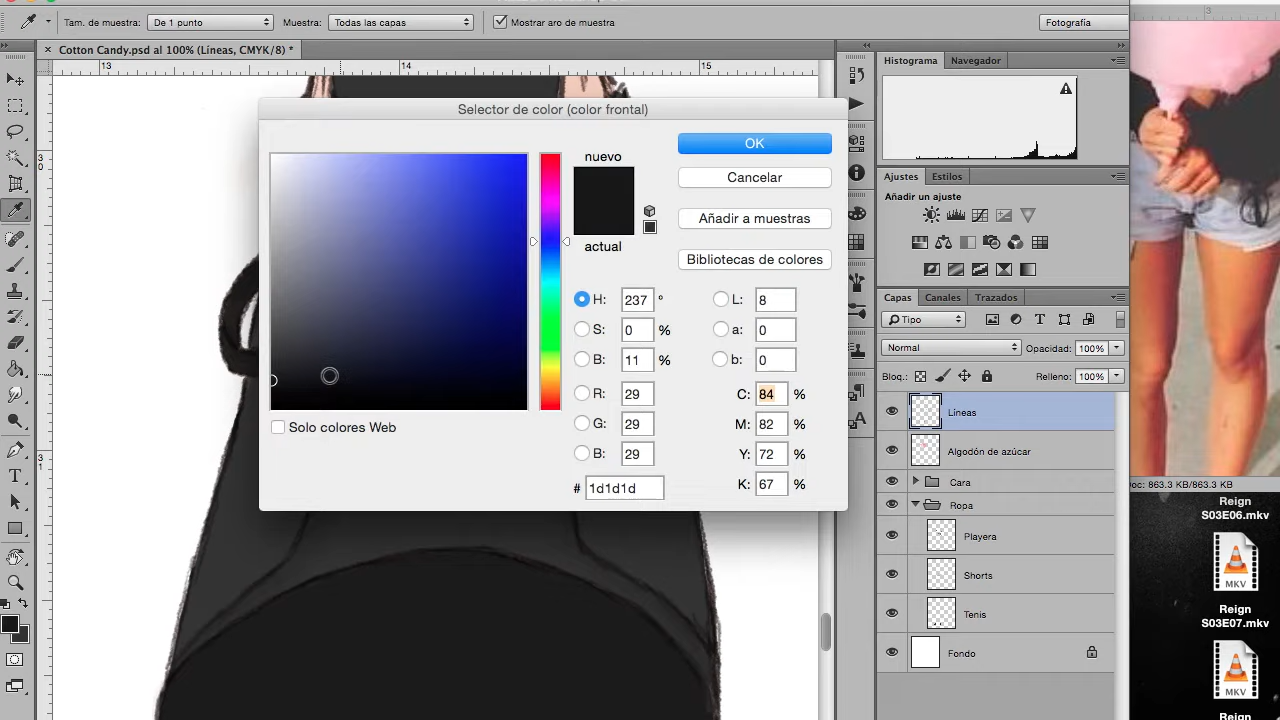 Tam. de muestra: De 1 punto Muestra: Todas las capas Mostrar aro de muestra Fotografía
3
× Cotton Candy.psd al 100% (Líneas, CMYK/8) *
13 14 15
Histograma Navegador
Selector de color (color frontal)
nuevo
OK
Cancelar
Ajustes Estilos
Añadir un ajuste
Añadir a muestras
actual
Bibliotecas de colores
H: 237 º L: 8
S: 0 % a: 0
B: 11 % b: 0
R: 29 C: 84 %
G: 29 M: 82 %
B: 29 Y: 72 %
# 1d1d1d K: 67 %
Solo colores Web
Capas Canales Trazados
Tipo
Normal Opacidad: 100%
Bloq.: Relleno: 100%
Líneas
Algodón de azúcar
Cara
Ropa
Playera
Shorts
Tenis
Fondo
Doc: 863.3 KB/863.3 KB
Reign
S03E06.mkv
MKV
Reign
S03E07.mkv
MKV
Reign